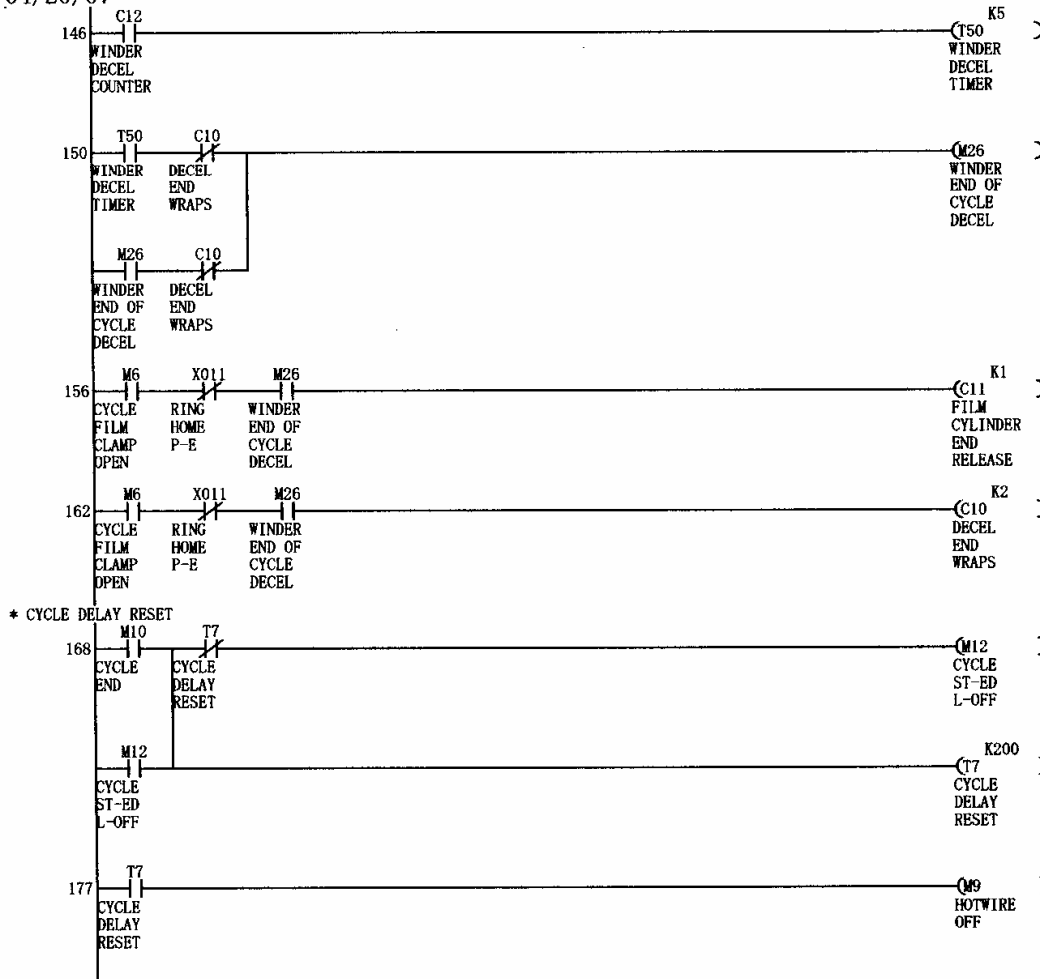 C12 K5
146 (T50 )
WINDER WINDER
DECEL DECEL
COUNTER TIMER
T50 C10
150 (M26 )
WINDER DECEL WINDER
DECEL END END OF
TIMER WRAPS CYCLE
DECEL
M26 C10
WINDER DECEL
END OF END
CYCLE WRAPS
DECEL
M6 X011 M26 K1
156 (C11 )
CYCLE RING WINDER FILM
FILM HOME END OF CYLINDER
CLAMP P-E CYCLE END
OPEN DECEL RELEASE
M6 X011 M26 K2
162 (C10 )
CYCLE RING WINDER DECEL
FILM HOME END OF END
CLAMP P-E CYCLE WRAPS
OPEN DECEL
* CYCLE DELAY RESET
M10 T7
168 (M12 )
CYCLE CYCLE CYCLE
END DELAY ST-ED
RESET L-OFF
M12 K200
(T7 )
CYCLE CYCLE
ST-ED DELAY
L-OFF RESET
T7
177 (M9
CYCLE HOTWIRE
DELAY OFF
RESET